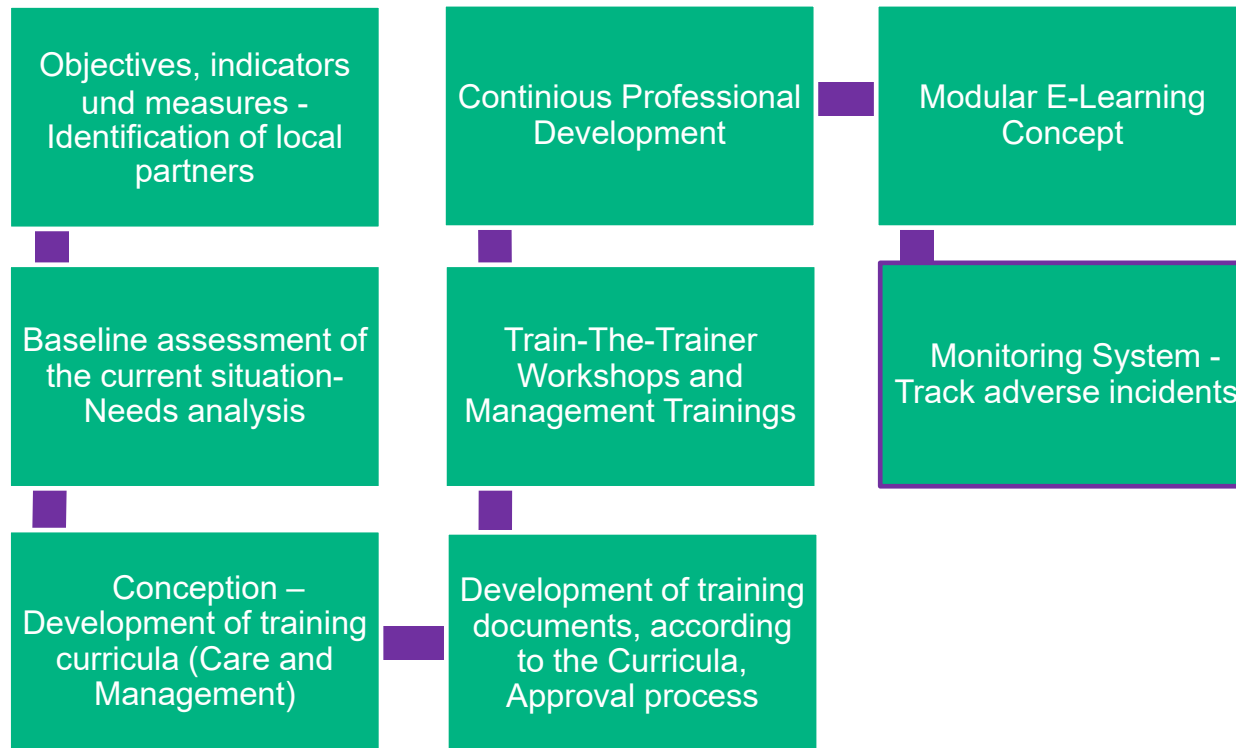 Objectives, indicators
und measures -
Identification of local
partners
Baseline assessment of
the current situation-
Needs analysis
Conception –
Development of training
curricula (Care and
Management)
Development of training
documents, according
to the Curricula,
Approval process
Train-The-Trainer
Workshops and
Management Trainings
Continious Professional
Development
Modular E-Learning
Concept
Monitoring System -
Track adverse incidents